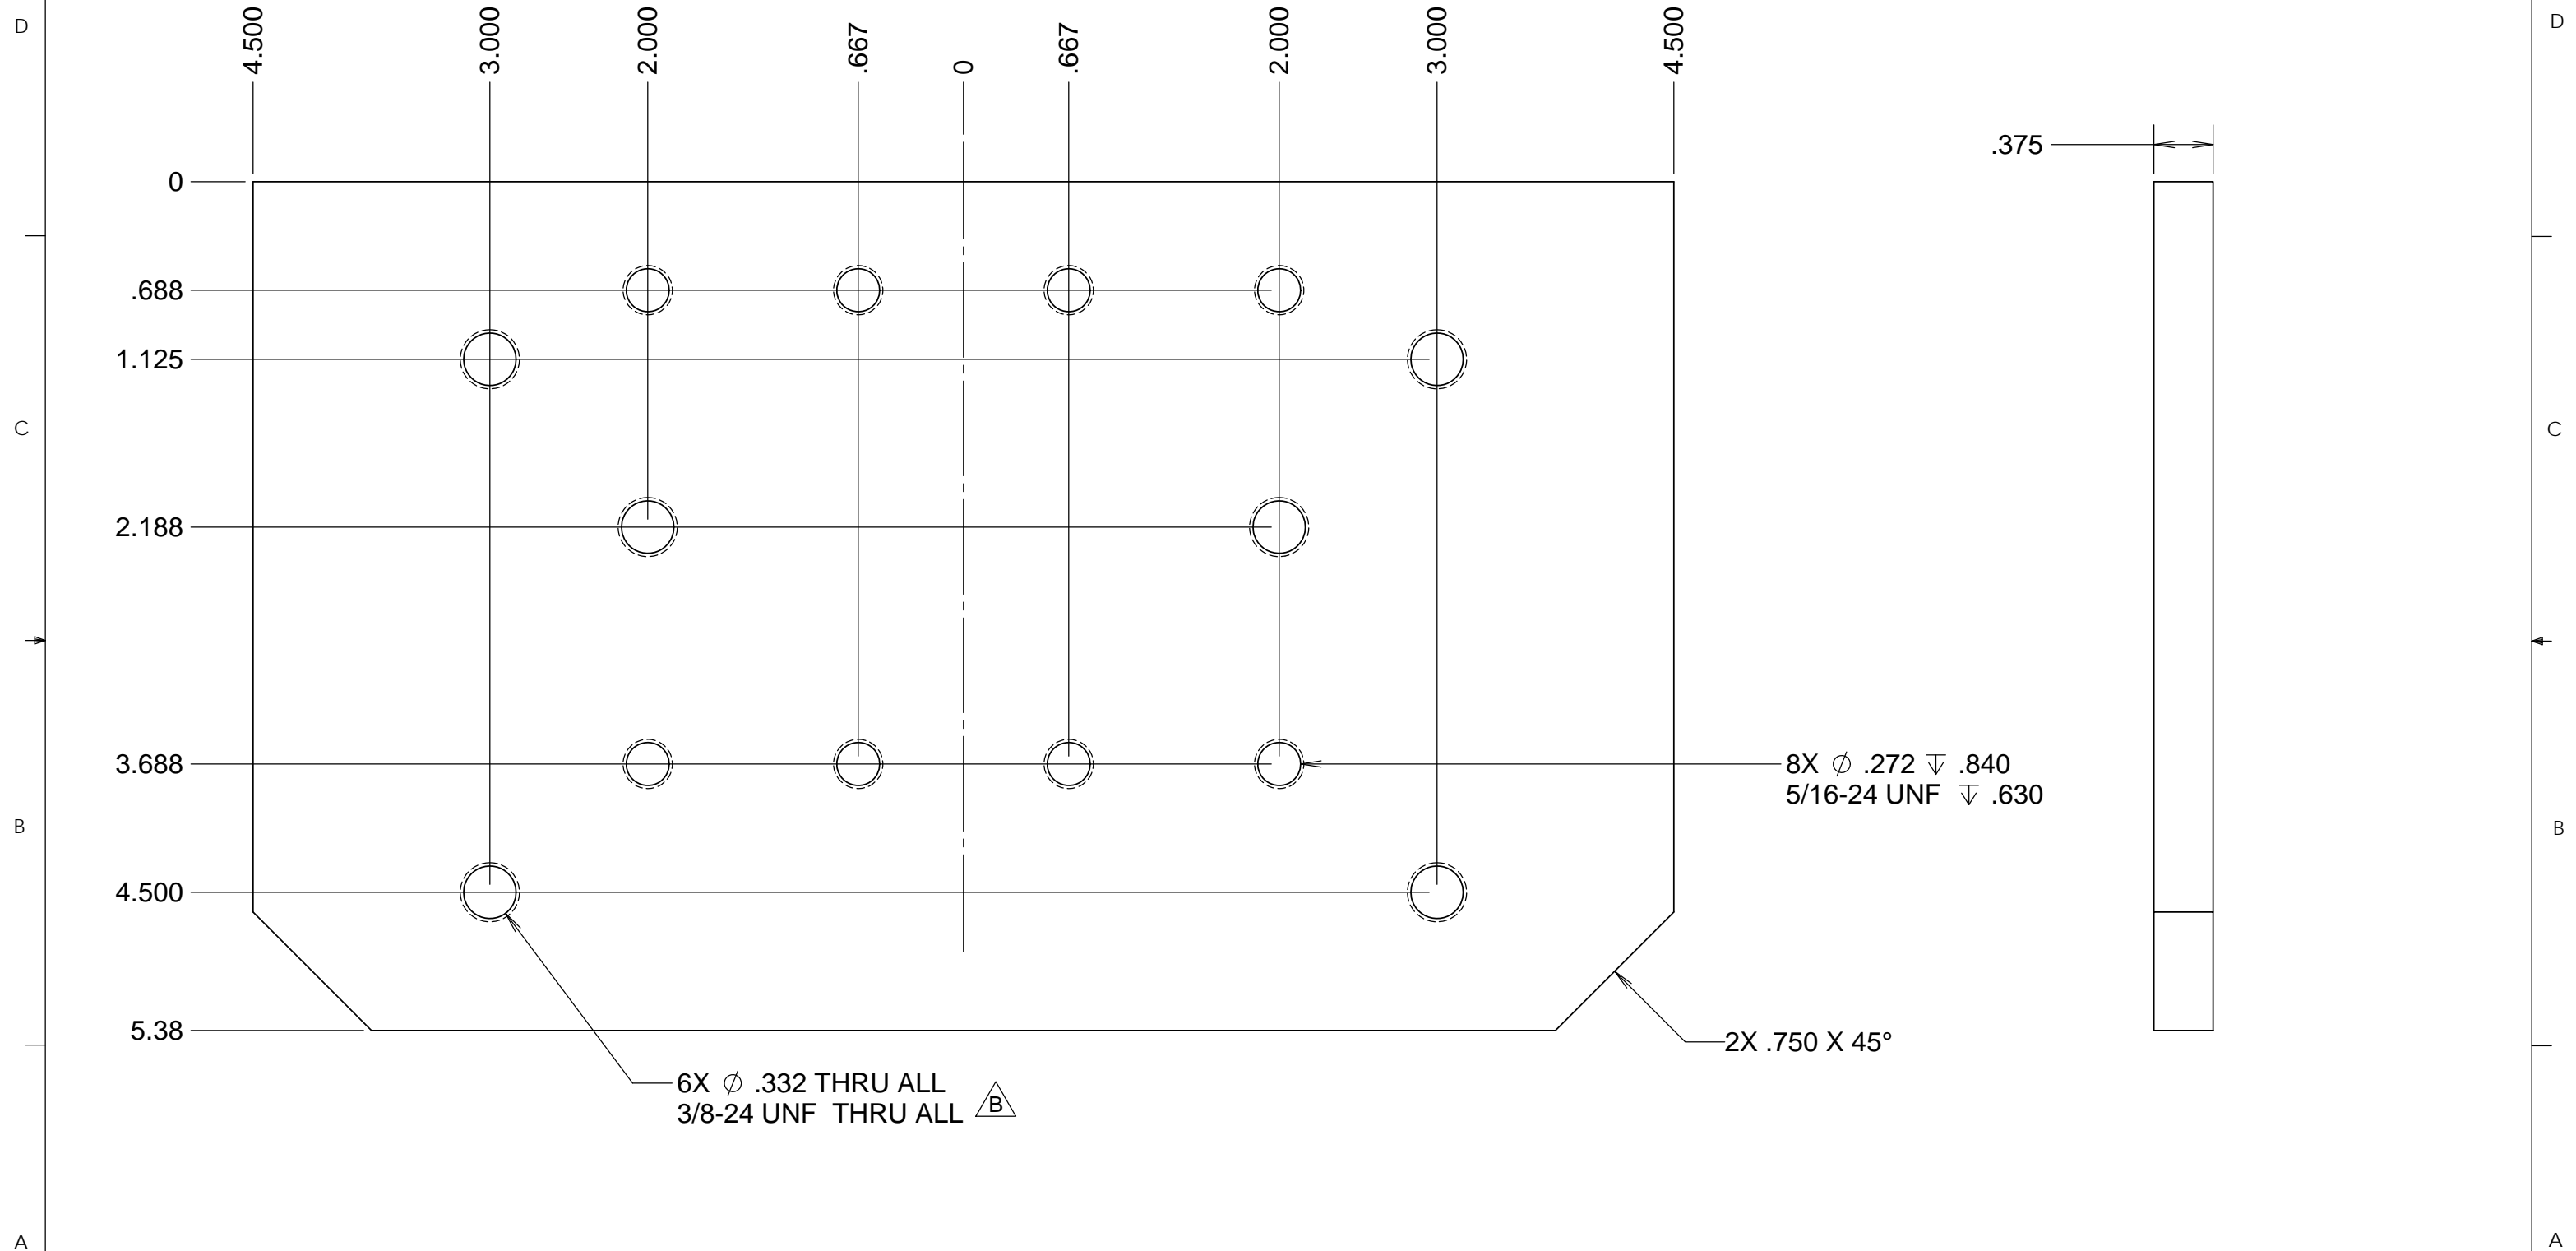 D
D
4.500
3.000
2.000
.667
0
.667
2.000
3.000
4.500
.375
0
.688
1.125
C
C
2.188
3.688
8X ⌀ .272 ↧ .840
5/16-24 UNF ↧ .630
B
B
4.500
5.38
2X .750 X 45°
6X ⌀ .332 THRU ALL
3/8-24 UNF THRU ALL B
A
A